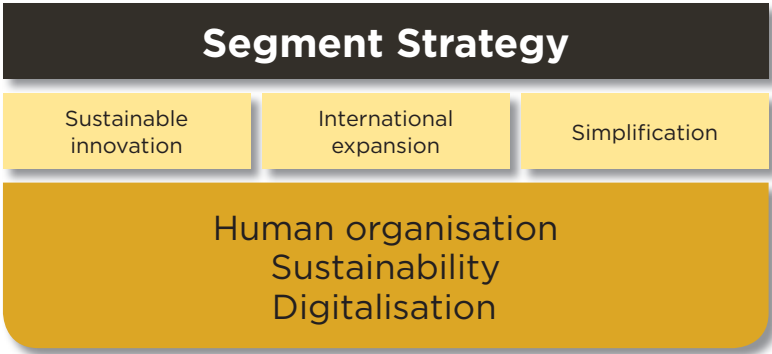 Segment Strategy
Sustainable
innovation
International
expansion
Simplification
Human organisation
Sustainability
Digitalisation